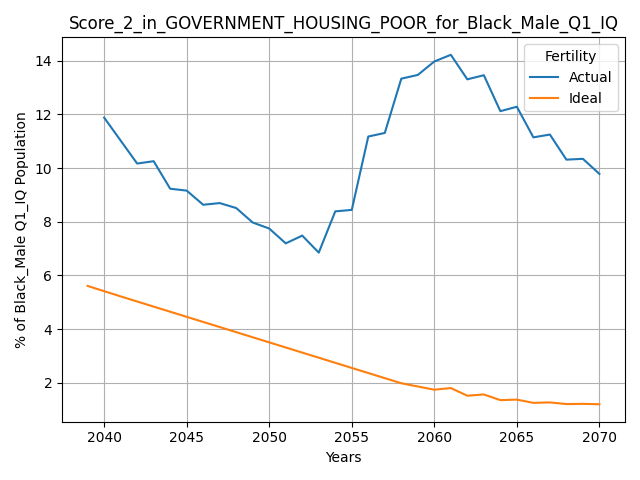 Score_2_in_GOVERNMENT_HOUSING_POOR_for_Black_Male_Q1_IQ
Fertility
Actual
Ideal
% of Black_Male Q1_IQ Population
14
12
10
8
6
4
2
2040 2045 2050 2055 2060 2065 2070
Years